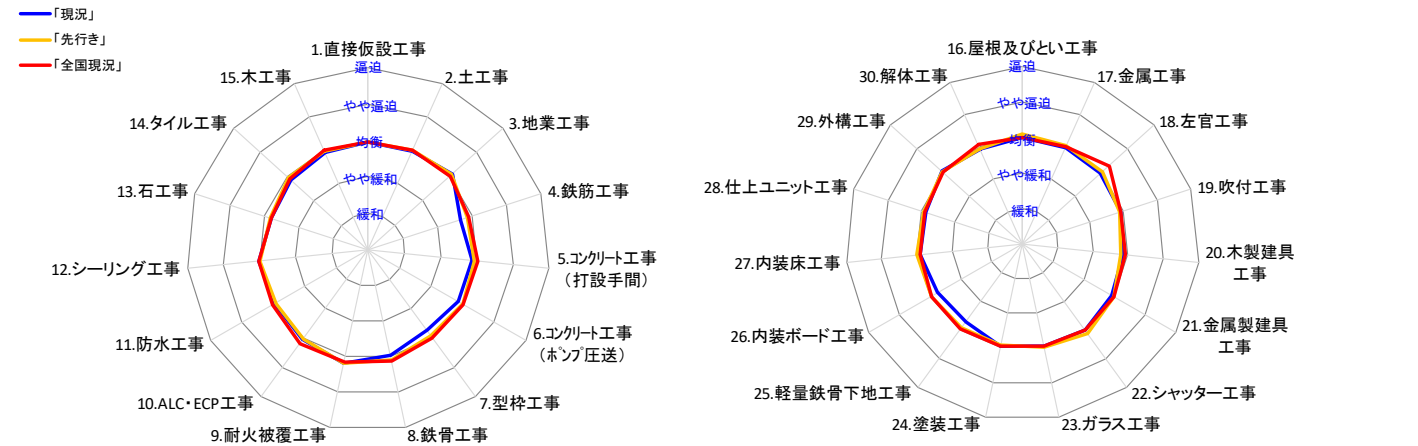 「現況」
「先行き」
「全国現況」
1.直接仮設工事
2.土工事
3.地業工事
4.鉄筋工事
5.コンクリート工事
（打設手間）
6.コンクリート工事
（ポンプ圧送）
7.型枠工事
8.鉄骨工事
9.耐火被覆工事
10.ALC・ECP工事
11.防水工事
12.シーリング工事
13.石工事
14.タイル工事
15.木工事
逼迫
やや逼迫
均衡
やや緩和
緩和
16.屋根及びとい工事
17.金属工事
18.左官工事
19.吹付工事
20.木製建具
工事
21.金属製建具
工事
22.シャッター工事
23.ガラス工事
24.塗装工事
25.軽量鉄骨下地工事
26.内装ボード工事
27.内装床工事
28.仕上ユニット工事
29.外構工事
30.解体工事
逼迫
やや逼迫
均衡
やや緩和
緩和